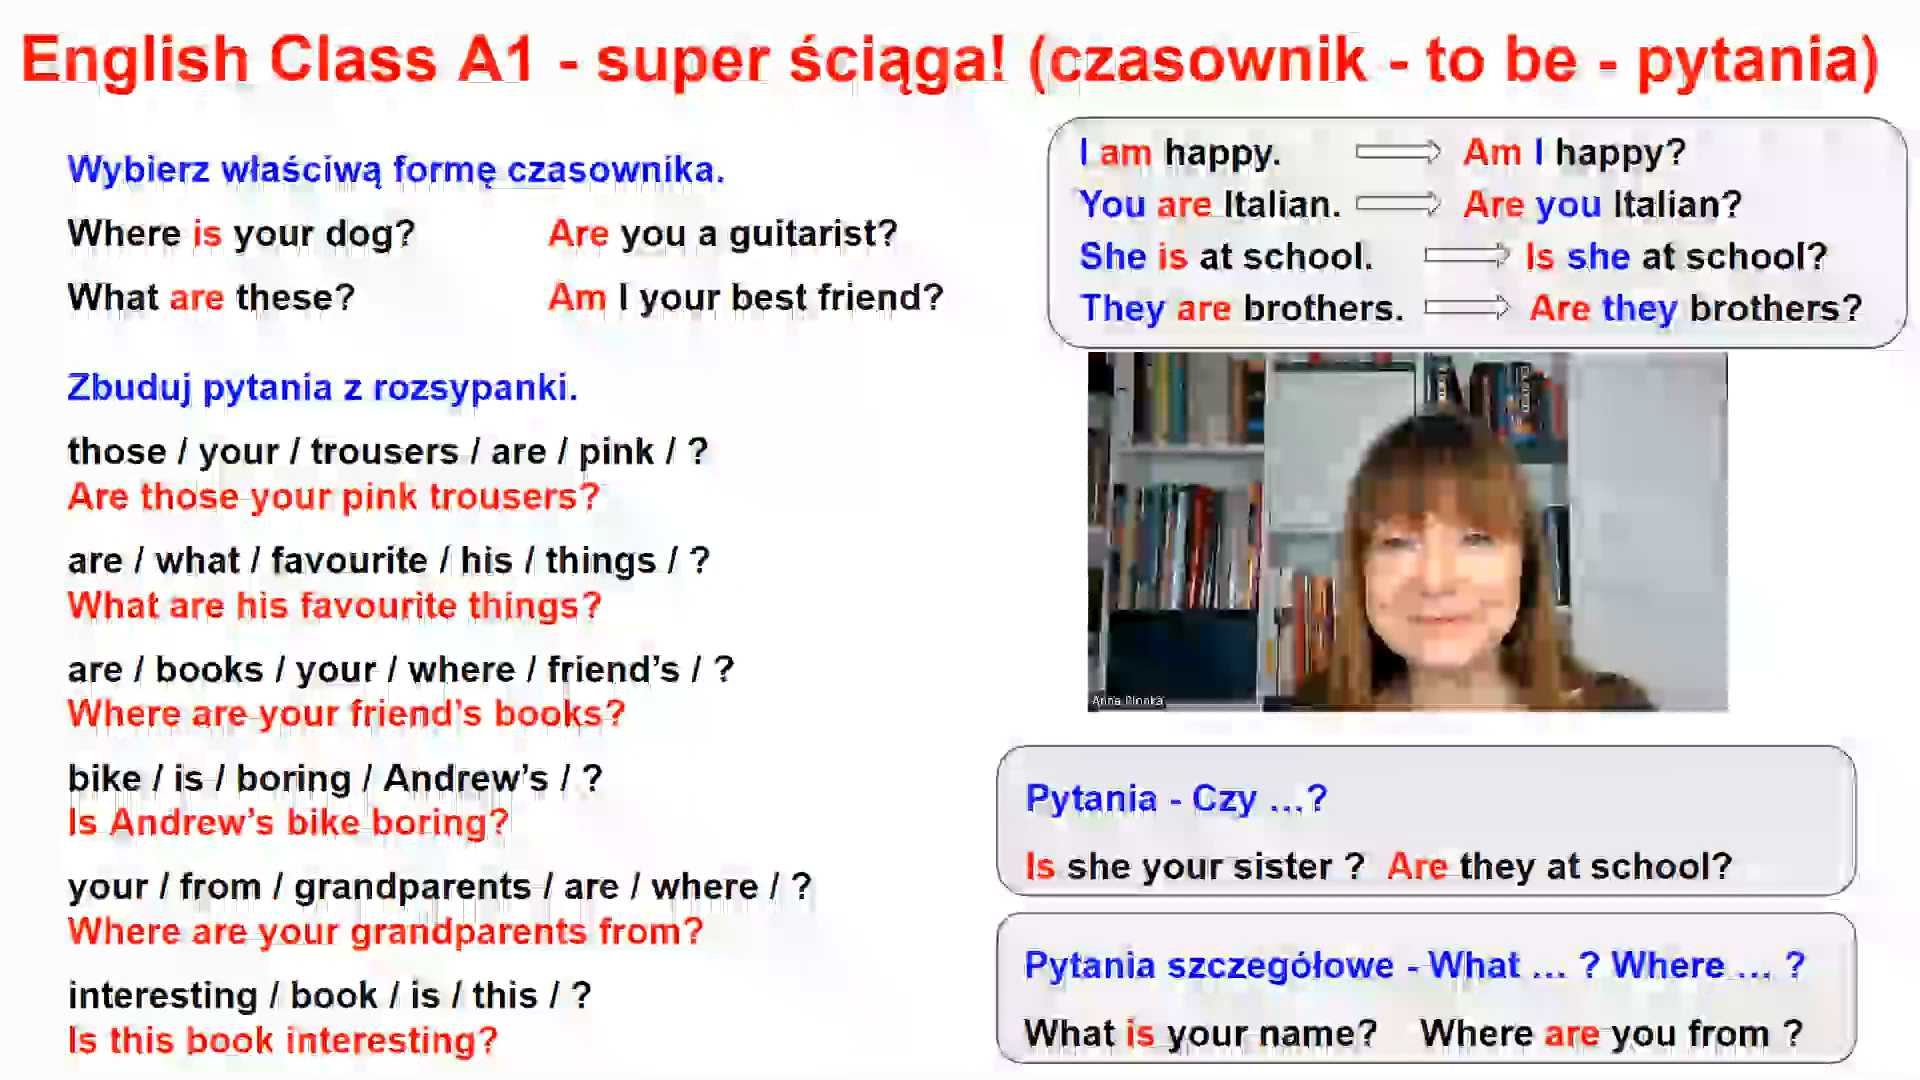 English Class A1 - super ściąga! (czasownik - to be - pytania)
Wybierz właściwą formę czasownika.
Where is your dog? Are you a guitarist?
What are these? Am I your best friend?
Zbuduj pytania z rozsypanki.
those / your / trousers / are / pink / ?
Are those your pink trousers?
are / what / favourite / his / things / ?
What are his favourite things?
are / books / your / where / friend’s / ?
Where are your friend’s books?
bike / is / boring / Andrew’s / ?
Is Andrew’s bike boring?
your / from / grandparents / are / where / ?
Where are your grandparents from?
interesting / book / is / this / ?
Is this book interesting?
I am happy. Am I happy?
You are Italian. Are you Italian?
She is at school. Is she at school?
They are brothers. Are they brothers?
Anna
Pytania - Czy ...?
Is she your sister ? Are they at school?
Pytania szczegółowe - What ... ? Where ... ?
What is your name? Where are you from ?